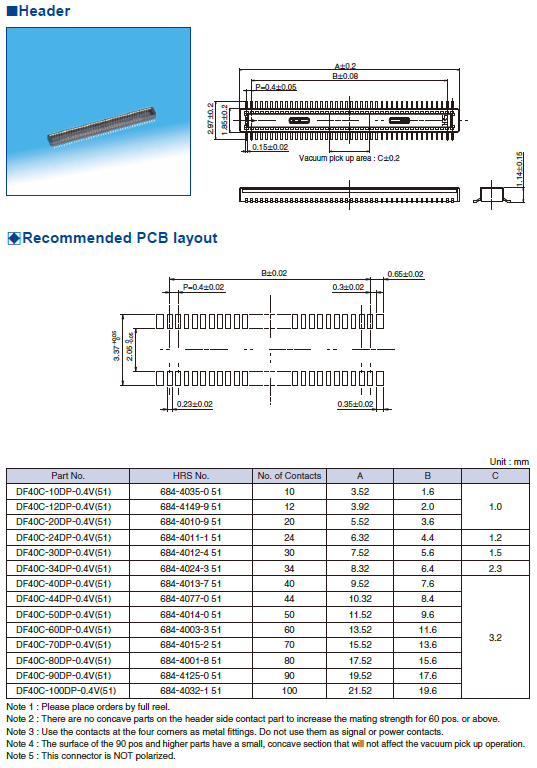 ■Header
A±0.2
B±0.08
P=0.4±0.05
2.97±0.2
1.85±0.2
0.15±0.02
Vacuum pick up area : C±0.2
1.14±0.15
Recommended PCB layout
B±0.02
0.65±0.02
P=0.4±0.02
0.3±0.02
3.37 +0.05 0
2.05 0 -0.05
0.23±0.02
0.35±0.02
Unit : mm
Part No. HRS No. No. of Contacts A B C
DF40C-10DP-0.4V(51) 684-4035-0 51 10 3.52 1.6 1.0
DF40C-12DP-0.4V(51) 684-4149-9 51 12 3.92 2.0
DF40C-20DP-0.4V(51) 684-4010-9 51 20 5.52 3.6
DF40C-24DP-0.4V(51) 684-4011-1 51 24 6.32 4.4 1.2
DF40C-30DP-0.4V(51) 684-4012-4 51 30 7.52 5.6 1.5
DF40C-34DP-0.4V(51) 684-4024-3 51 34 8.32 6.4 2.3
DF40C-40DP-0.4V(51) 684-4013-7 51 40 9.52 7.6 3.2
DF40C-44DP-0.4V(51) 684-4077-0 51 44 10.32 8.4
DF40C-50DP-0.4V(51) 684-4014-0 51 50 11.52 9.6
DF40C-60DP-0.4V(51) 684-4003-3 51 60 13.52 11.6
DF40C-70DP-0.4V(51) 684-4015-2 51 70 15.52 13.6
DF40C-80DP-0.4V(51) 684-4001-8 51 80 17.52 15.6
DF40C-90DP-0.4V(51) 684-4125-0 51 90 19.52 17.6
DF40C-100DP-0.4V(51) 684-4032-1 51 100 21.52 19.6
Note 1 : Please place orders by full reel.
Note 2 : There are no concave parts on the header side contact part to increase the mating strength for 60 pos. or above.
Note 3 : Use the contacts at the four corners as metal fittings. Do not use them as signal or power contacts.
Note 4 : The surface of the 90 pos and higher parts have a small, concave section that will not affect the vacuum pick up operation.
Note 5 : This connector is NOT polarized.